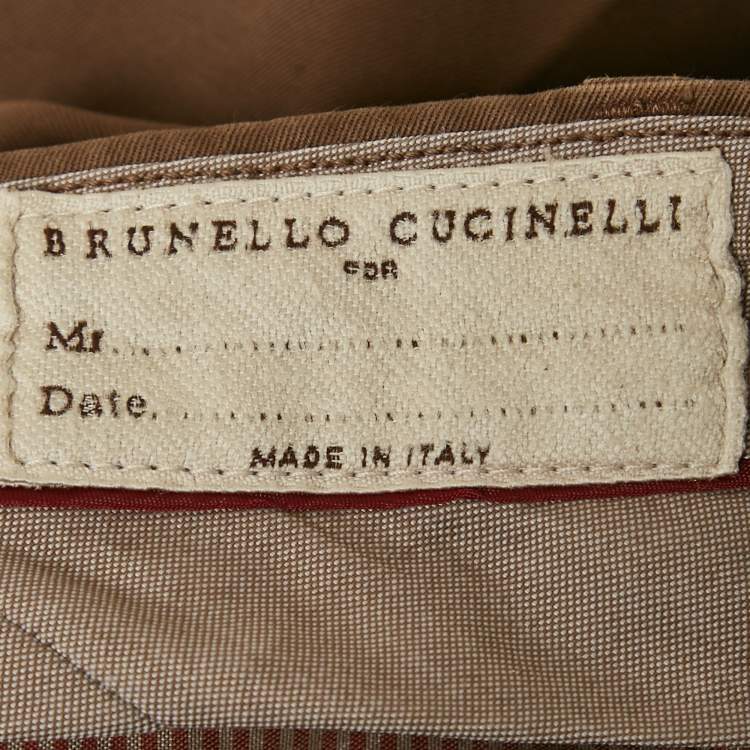 BRUNELLO CUCINELLI
FOR
Mr.
Date.
MADE IN ITALY